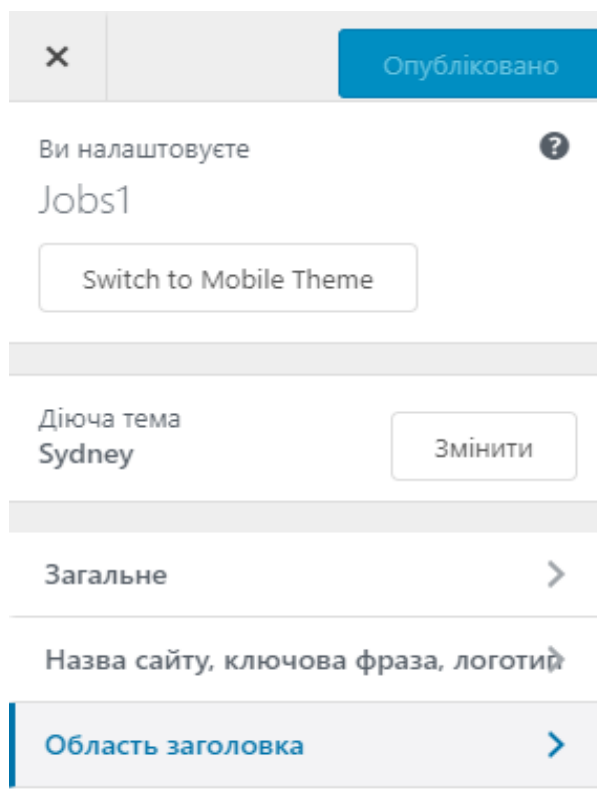 Опубліковано
Ви налаштовуєте
Jobs1
Switch to Mobile Theme
Діюча тема
Sydney
Змінити
Загальне
Назва сайту, ключова фраза, логотип
Область заголовка